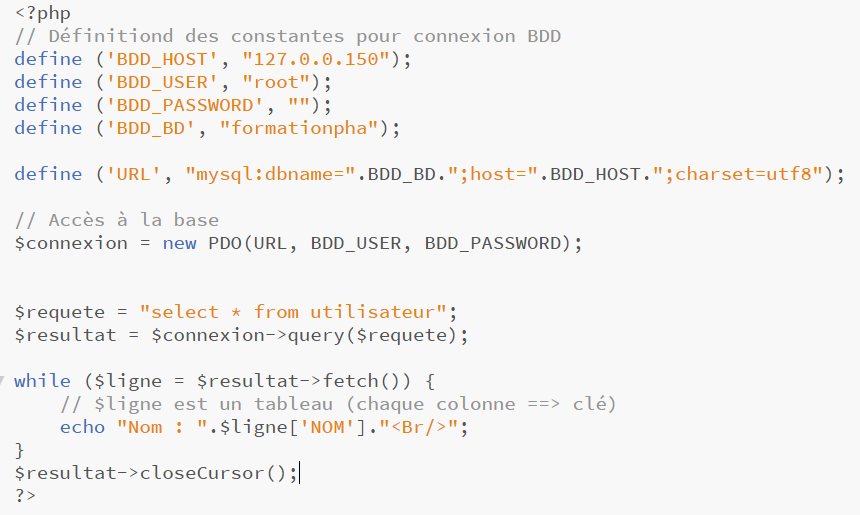 <?php
// Définitiond des constantes pour connexion BDD
define ('BDD_HOST', "127.0.0.150");
define ('BDD_USER', "root");
define ('BDD_PASSWORD', "");
define ('BDD_BD', "formationpha");
define ('URL', "mysql:dbname=".BDD_BD.";host=".BDD_HOST.";charset=utf8");
// Accès à la base
$connexion = new PDO(URL, BDD_USER, BDD_PASSWORD);
$requete = "select * from utilisateur";
$resultat = $connexion->query($requete);
while ($ligne = $resultat->fetch()) {
    // $ligne est un tableau (chaque colonne ==> clé)
    echo "Nom : ".$ligne['NOM']."<Br/>";
}
$resultat->closeCursor();
?>